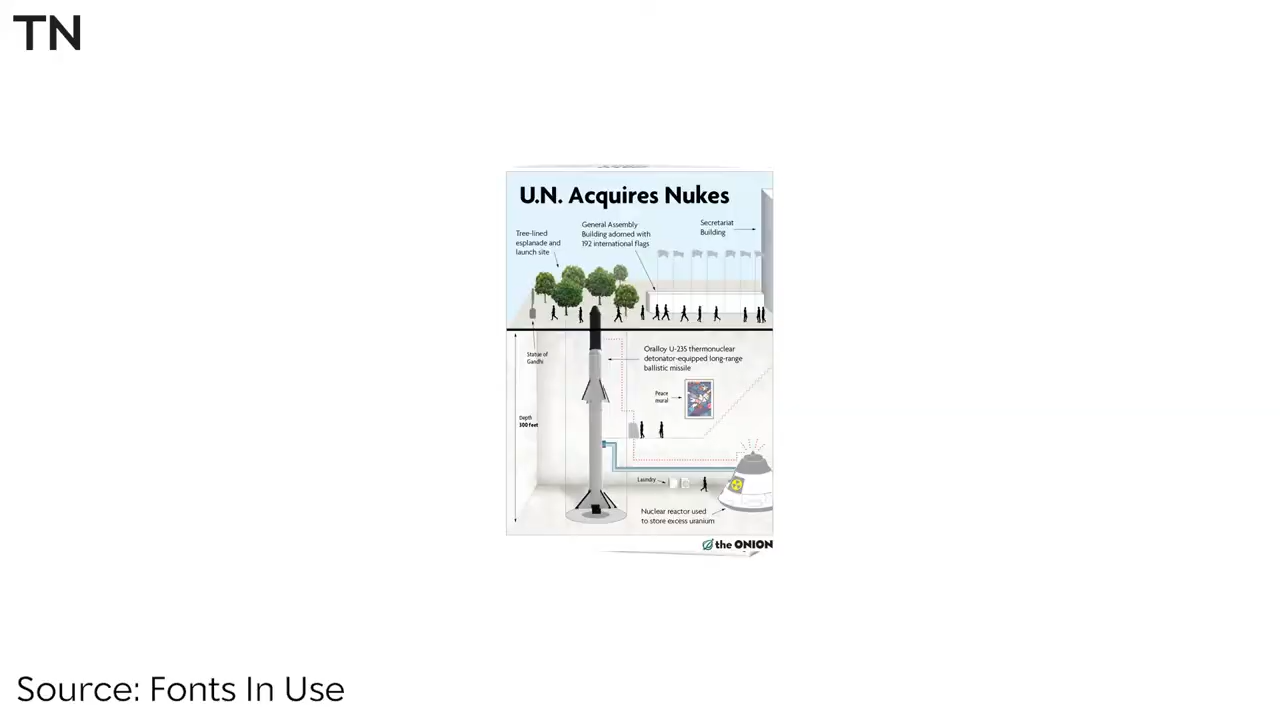 TN
U.N. Acquires Nukes
Tree-lined
esplanade and
launch site
General Assembly
Building adorned with
192 international flags
Secretariat
Building
Statue of
Gandhi
Oralloy U-235 thermonuclear
detonator-equipped long-range
ballistic missile
Peace
mural
Depth
300 feet
Laundry
Nuclear reactor used
to store excess uranium
the ONION
Source: Fonts In Use